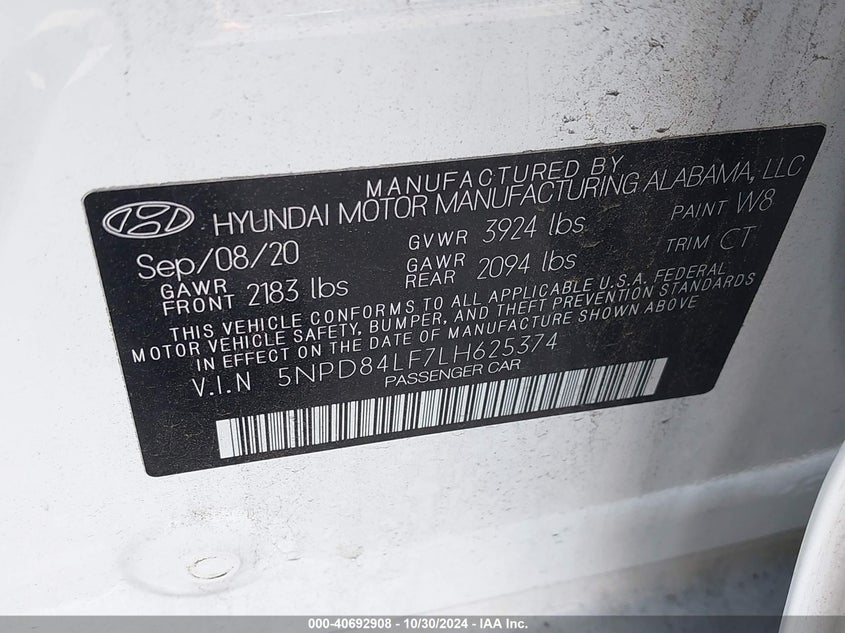 MANUFACTURED BY
HYUNDAI MOTOR MANUFACTURING ALABAMA, LLC
Sep/08/20 GVWR 3924 lbs PAINT W8
GAWR FRONT 2183 lbs GAWR REAR 2094 lbs TRIM CT
THIS VEHICLE CONFORMS TO ALL APPLICABLE U.S.A. FEDERAL
MOTOR VEHICLE SAFETY, BUMPER, AND THEFT PREVENTION STANDARDS
IN EFFECT ON THE DATE OF MANUFACTURE SHOWN ABOVE
V.I.N 5NPD84LF7LH625374
PASSENGER CAR
000-40692908 - 10/30/2024 - IAA Inc.